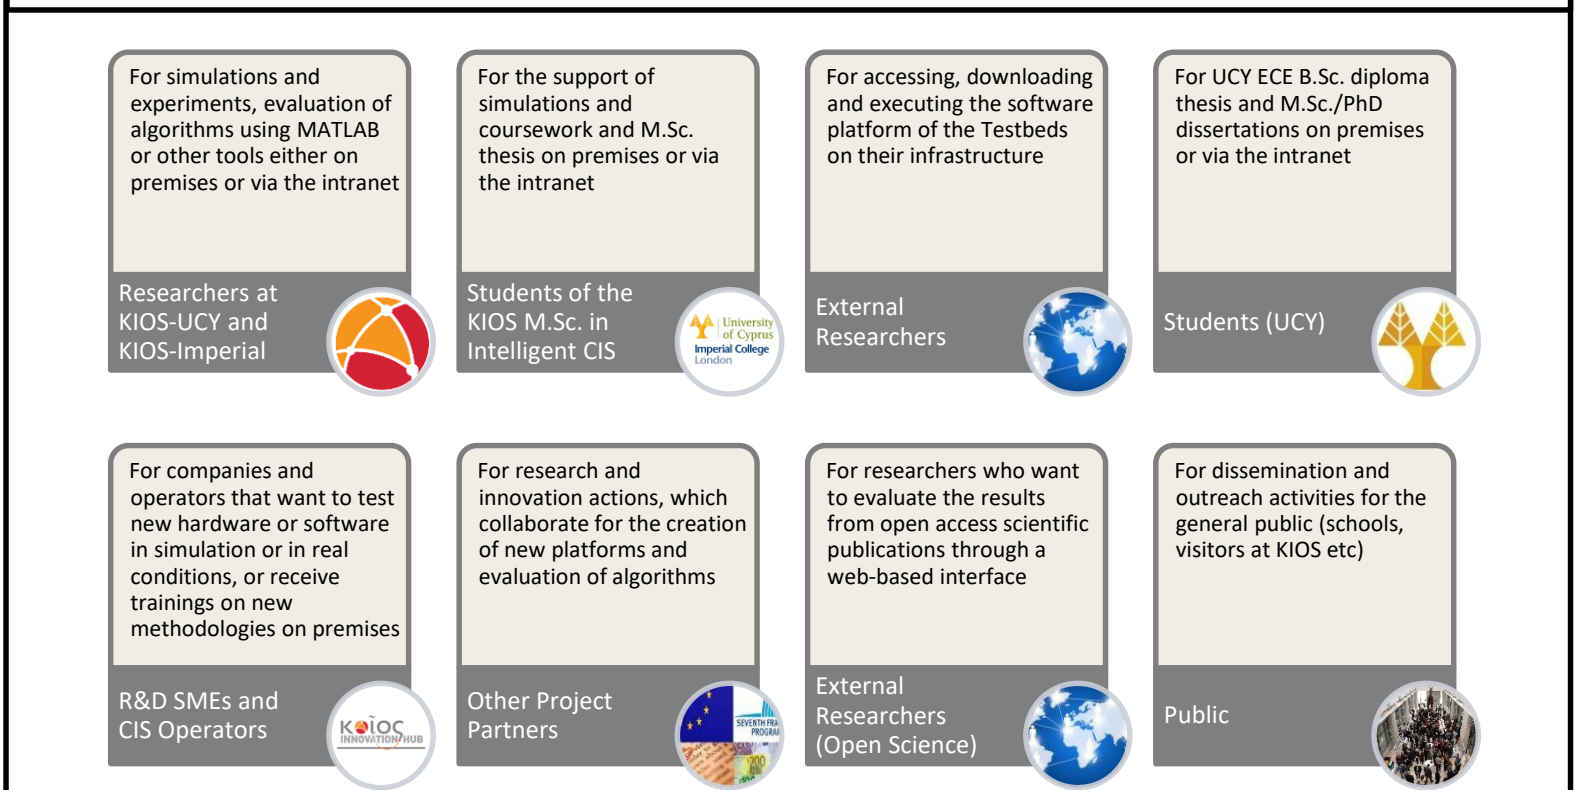 For simulations and
experiments, evaluation of
algorithms using MATLAB
or other tools either on
premises or via the intranet
Researchers at
KIOS-UCY and
KIOS-Imperial
For the support of
simulations and
coursework and M.Sc.
thesis on premises or via
the intranet
Students of the
KIOS M.Sc. in
Intelligent CIS
University
of Cyprus
Imperial College
London
For accessing, downloading
and executing the software
platform of the Testbeds
on their infrastructure
External
Researchers
For UCY ECE B.Sc. diploma
thesis and M.Sc./PhD
dissertations on premises
or via the intranet
Students (UCY)
For companies and
operators that want to test
new hardware or software
in simulation or in real
conditions, or receive
trainings on new
methodologies on premises
R&D SMEs and
CIS Operators
κοῖος
INNOVATION HUB
For research and
innovation actions, which
collaborate for the creation
of new platforms and
evaluation of algorithms
Other Project
Partners
SEVENTH FRA
PROGRA
200
For researchers who want
to evaluate the results
from open access scientific
publications through a
web-based interface
External
Researchers
(Open Science)
For dissemination and
outreach activities for the
general public (schools,
visitors at KIOS etc)
Public